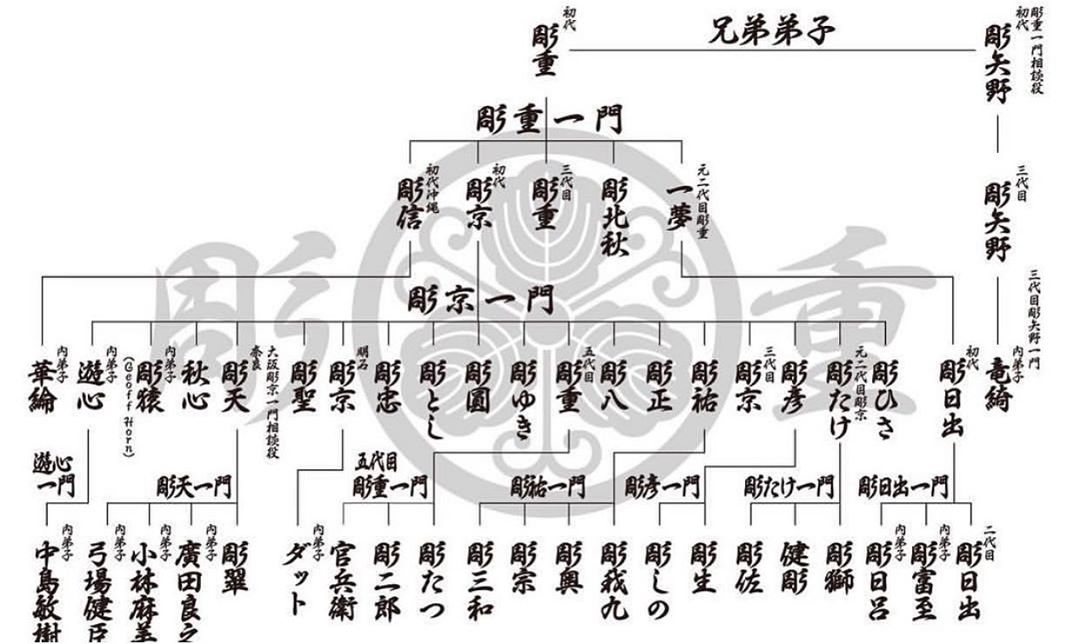 初代
彫重
兄弟弟子
彫重一門相談役
初代
彫矢野
彫重一門
初代沖縄
彫信
初代
彫京
三代目
彫重
彫北秋
元二代目彫重
一夢
三代目
彫矢野
彫京一門
三代目彫矢野一門
内弟子
竜綺
内弟子
華綸
内弟子
遊心
内弟子
彫猿
(Geoff Horn)
秋心
大阪彫京一門相談役
奈良
彫天
彫聖
明石
彫京
彫忠
彫とし
彫圓
彫ゆき
五代目
彫重
彫八
彫正
彫祐
三代目
彫京
彫彦
元二代目彫京
彫たけ
彫ひさ
初代
彫日出
遊心一門
彫天一門
五代目
彫重一門
彫祐一門
彫彦一門
彫たけ一門
彫日出一門
内弟子
中島敏樹
内弟子
弓場健臣
内弟子
小林麻美
内弟子
廣田良之
彫翠
内弟子
ダット
官兵衛
彫二郎
彫たつ
彫三和
彫宗
彫輿
彫我九
彫しの
彫生
彫佐
健彫
彫獅
内弟子
彫日呂
内弟子
彫富至
二代目
彫日出
彫重